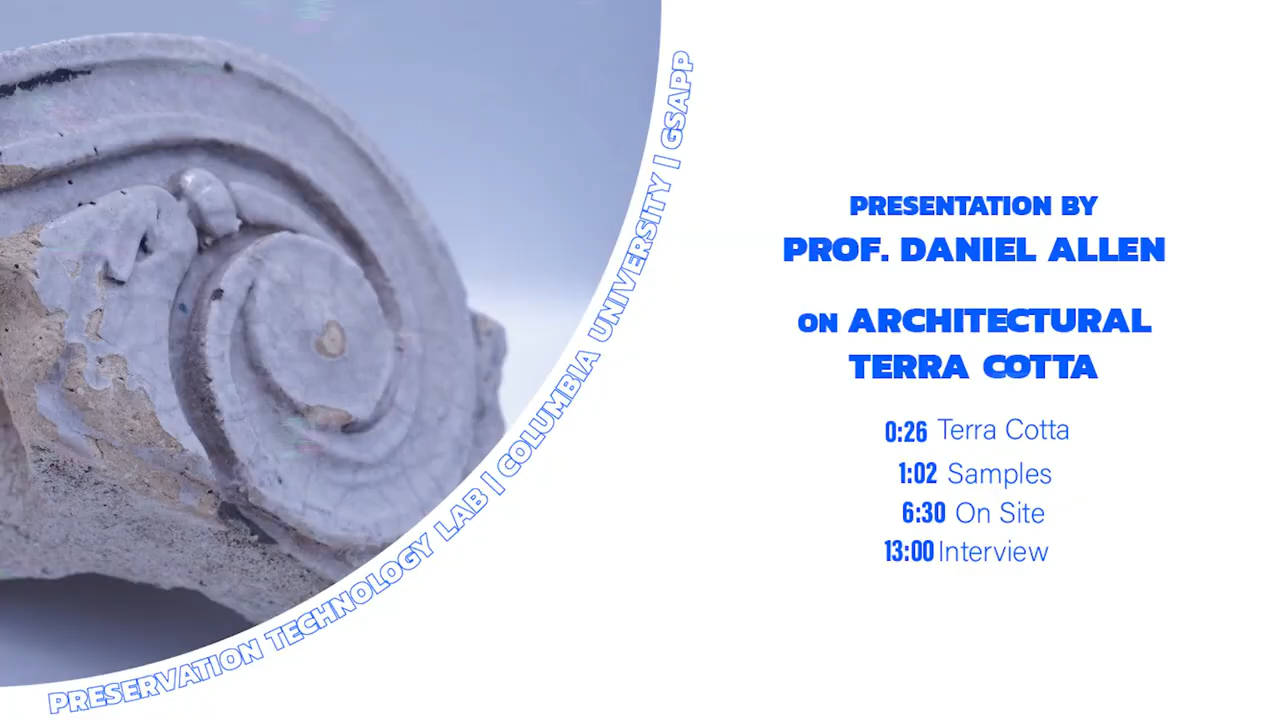 PRESERVATION TECHNOLOGY LAB | COLUMBIA UNIVERSITY | GSAPP
PRESENTATION BY
PROF. DANIEL ALLEN
ON ARCHITECTURAL
TERRA COTTA
0:26 Terra Cotta
1:02 Samples
6:30 On Site
13:00 Interview